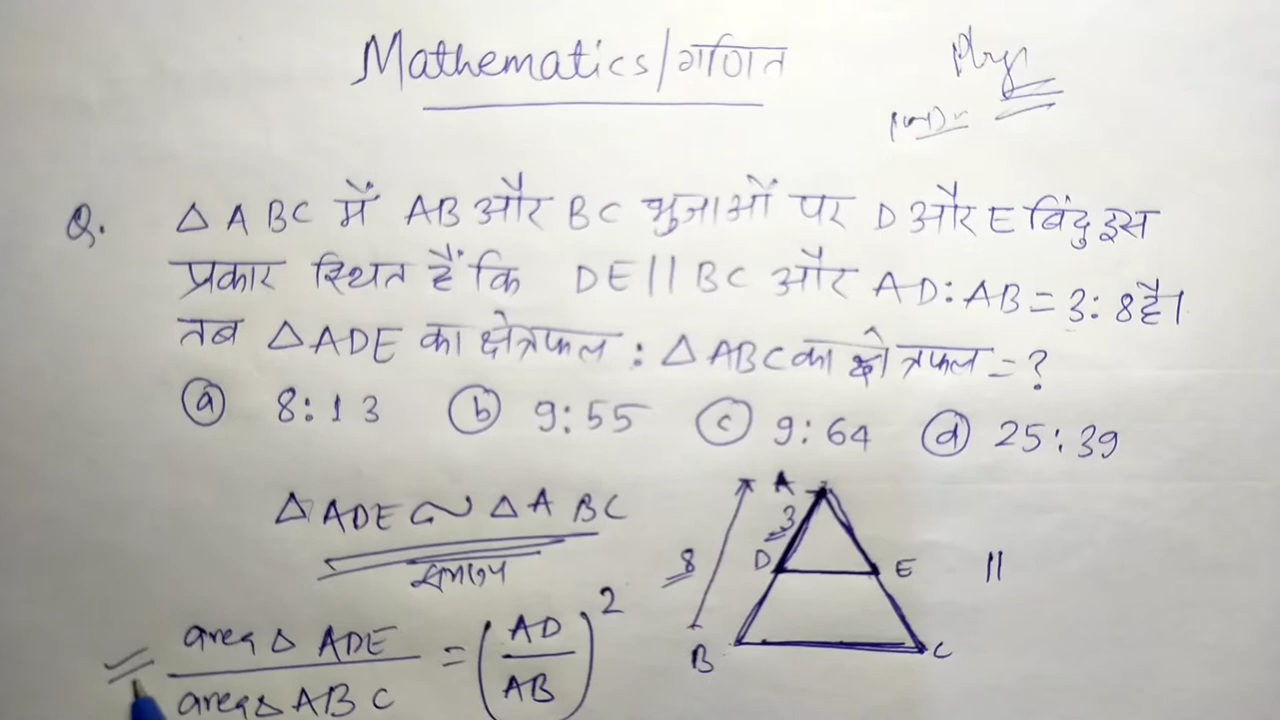 Mathematics/गणित
Phy
Q. △ABC में AB और BC भुजाओं पर D और E बिंदु इस
प्रकार स्थित हैं कि DE||BC और AD:AB=3:8 है।
तब △ADE का क्षेत्रफल : △ABC का क्षेत्रफल =?
(a) 8:13 (b) 9:55 (c) 9:64 (d) 25:39
△ADE ~ △ABC
A
3
8
D
E
||
B
C
area△ ADE / area△ ABC = (AD/AB)2